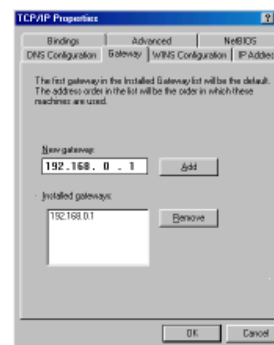 TCP/IP Properties
Bindings Advanced NetBIOS
DNS Configuration Gateway WINS Configuration IP Address
The first gateway in the Installed Gateway list will be the default.
The address order in the list will be the order in which these
machines are used.
New gateway:
192.168. 0 . 1 Add
Installed gateways:
192.168.0.1 Remove
OK Cancel